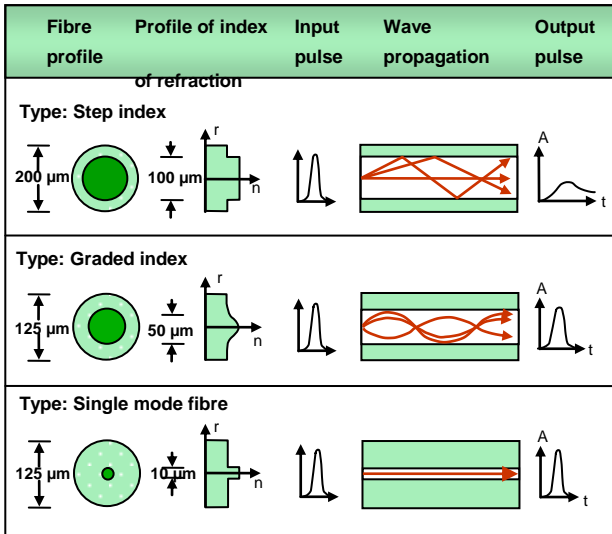 Fibre profile
Profile of index of refraction
Input pulse
Wave propagation
Output pulse
Type: Step index
200 µm
100 µm
r
n
A
t
Type: Graded index
125 µm
50 µm
r
n
A
t
Type: Single mode fibre
125 µm
10 µm
r
n
A
t